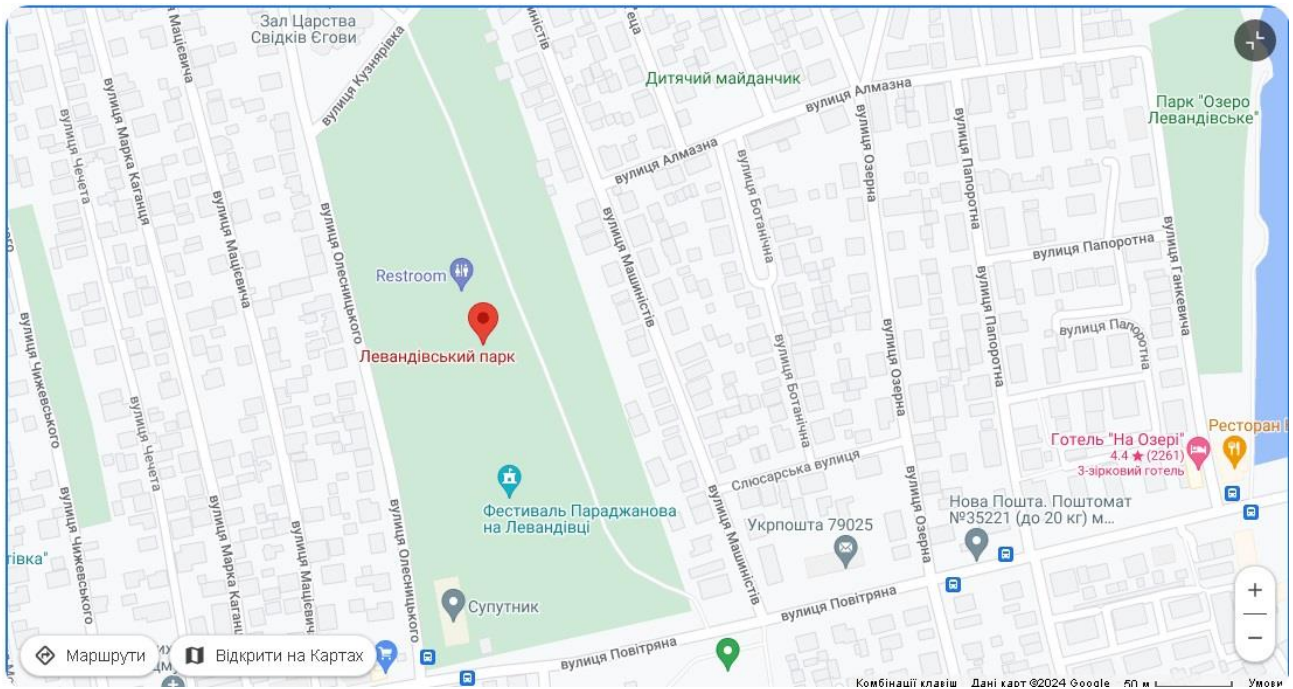 Зал Царства
Свідків Єгови
вулиця Мацієвича
вулиця Кузнярівка
вулиця Машиністів
Дитячий майданчик
вулиця Алмазна
Парк "Озеро
Левандівське"
вулиця Чечета
вулиця Марка Каганця
вулиця Мацієвича
вулиця Олесницького
вулиця Алмазна
вулиця Ботанічна
вулиця Озерна
вулиця Папоротна
вулиця Папоротна
вулиця Ганкевича
Restroom
вулиця Машиністів
Левандівський парк
вулиця Ботанічна
вулиця Озерна
вулиця Папоротна
вулиця Папоротна
вулиця Чижевського
вулиця Чечета
Готель "На Озері"
4.4 ★ (2261)
3-зірковий готель
Ресторан
Слюсарська вулиця
Фестиваль Параджанова
на Левандівці
вулиця Олесницького
вулиця Машиністів
Укрпошта 79025
вулиця Озерна
Нова Пошта. Поштомат
№35221 (до 20 кг) м...
тівка"
вулиця Чижевського
вулиця Марка Каганц
вулиця Мацієвича
Супутник
вулиця Повітряна
вулиця Повітряна
Маршрути
Відкрити на Картах
Комбінації клавіш
Дані карт ©2024 Google
50 м
Умови